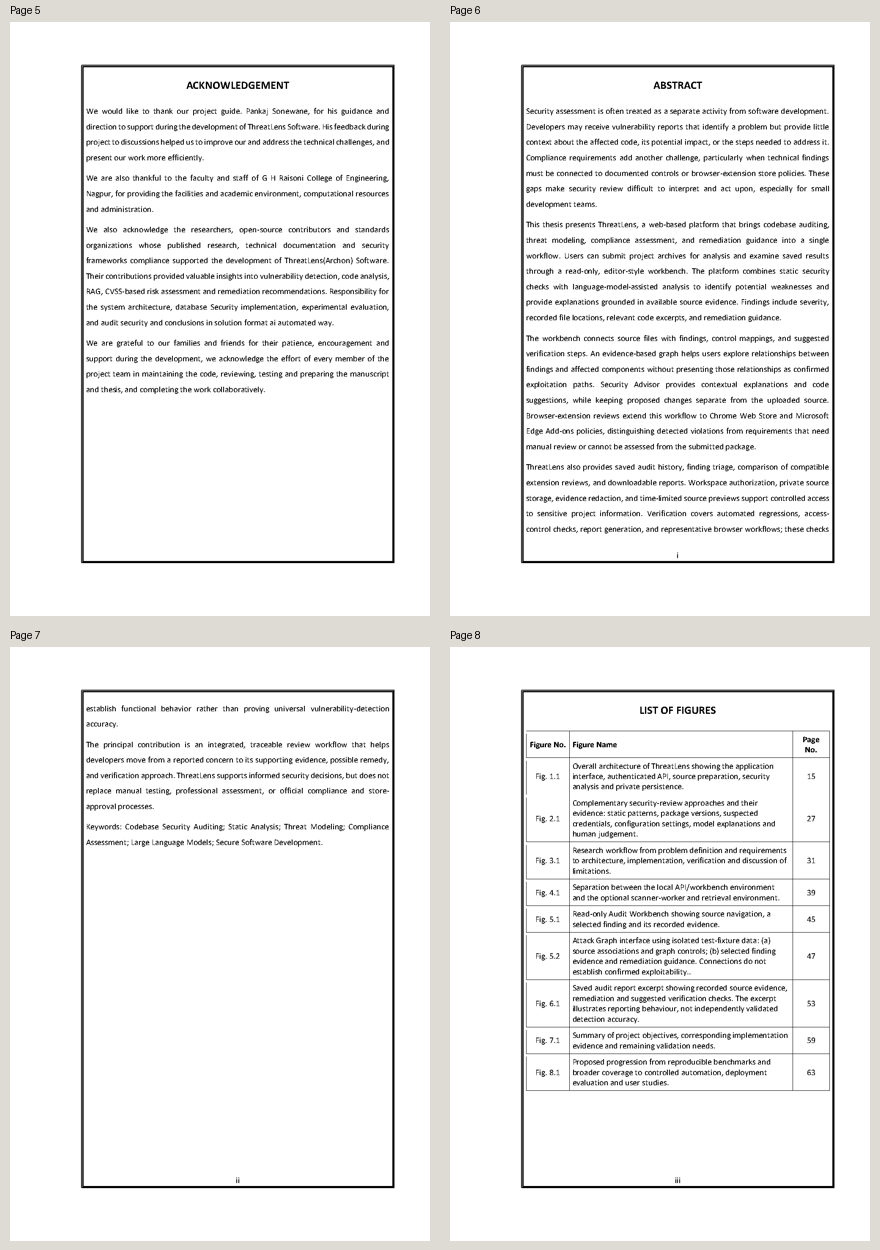 Page 5
ACKNOWLEDGEMENT
We would like to thank our project guide. Pankaj Sonewane, for his guidance and
direction to support during the development of ThreatLens Software. His feedback during
project to discussions helped us to improve our and address the technical challenges, and
present our work more efficiently.
We are also thankful to the faculty and staff of G H Raisoni College of Engineering,
Nagpur, for providing the facilities and academic environment, computational resources
and administration.
We also acknowledge the researchers, open-source contributors and standards
organizations whose published research, technical documentation and security
frameworks compliance supported the development of ThreatLens(Archon) Software.
Their contributions provided valuable insights into vulnerability detection, code analysis,
RAG, CVSS-based risk assessment and remediation recommendations. Responsibility for
the system architecture, database Security implementation, experimental evaluation,
and audit security and conclusions in solution format ai automated way.
We are grateful to our families and friends for their patience, encouragement and
support during the development, we acknowledge the effort of every member of the
project team in maintaining the code, reviewing, testing and preparing the manuscript
and thesis, and completing the work collaboratively.
Page 6
ABSTRACT
Security assessment is often treated as a separate activity from software development.
Developers may receive vulnerability reports that identify a problem but provide little
context about the affected code, its potential impact, or the steps needed to address it.
Compliance requirements add another challenge, particularly when technical findings
must be connected to documented controls or browser-extension store policies. These
gaps make security review difficult to interpret and act upon, especially for small
development teams.
This thesis presents ThreatLens, a web-based platform that brings codebase auditing,
threat modeling, compliance assessment, and remediation guidance into a single
workflow. Users can submit project archives for analysis and examine saved results
through a read-only, editor-style workbench. The platform combines static security
checks with language-model-assisted analysis to identify potential weaknesses and
provide explanations grounded in available source evidence. Findings include severity,
recorded file locations, relevant code excerpts, and remediation guidance.
The workbench connects source files with findings, control mappings, and suggested
verification steps. An evidence-based graph helps users explore relationships between
findings and affected components without presenting those relationships as confirmed
exploitation paths. Security Advisor provides contextual explanations and code
suggestions, while keeping proposed changes separate from the uploaded source.
Browser-extension reviews extend this workflow to Chrome Web Store and Microsoft
Edge Add-ons policies, distinguishing detected violations from requirements that need
manual review or cannot be assessed from the submitted package.
ThreatLens also provides saved audit history, finding triage, comparison of compatible
extension reviews, and downloadable reports. Workspace authorization, private source
storage, evidence redaction, and time-limited source previews support controlled access
to sensitive project information. Verification covers automated regressions, access-
control checks, report generation, and representative browser workflows; these checks
i
Page 7
establish functional behavior rather than proving universal vulnerability-detection
accuracy.
The principal contribution is an integrated, traceable review workflow that helps
developers move from a reported concern to its supporting evidence, possible remedy,
and verification approach. ThreatLens supports informed security decisions, but does not
replace manual testing, professional assessment, or official compliance and store-
approval processes.
Keywords: Codebase Security Auditing; Static Analysis; Threat Modeling; Compliance
Assessment; Large Language Models; Secure Software Development.
ii
Page 8
LIST OF FIGURES
Figure No. Figure Name Page
No.
Fig. 1.1 Overall architecture of ThreatLens showing the application
interface, authenticated API, source preparation, security 15
analysis and private persistence.
Fig. 2.1 Complementary security-review approaches and their
evidence: static patterns, package versions, suspected 27
credentials, configuration settings, model explanations and
human judgement.
Fig. 3.1 Research workflow from problem definition and requirements
to architecture, implementation, verification and discussion of 31
limitations.
Fig. 4.1 Separation between the local API/workbench environment 39
and the optional scanner-worker and retrieval environment.
Fig. 5.1 Read-only Audit Workbench showing source navigation, a 45
selected finding and its recorded evidence.
Fig. 5.2 Attack Graph interface using isolated test-fixture data: (a)
source associations and graph controls; (b) selected finding 47
evidence and remediation guidance. Connections do not
establish confirmed exploitability..
Fig. 6.1 Saved audit report excerpt showing recorded source evidence,
remediation and suggested verification checks. The excerpt 53
illustrates reporting behaviour, not independently validated
detection accuracy.
Fig. 7.1 Summary of project objectives, corresponding implementation 59
evidence and remaining validation needs.
Fig. 8.1 Proposed progression from reproducible benchmarks and
broader coverage to controlled automation, deployment 63
evaluation and user studies.
iii